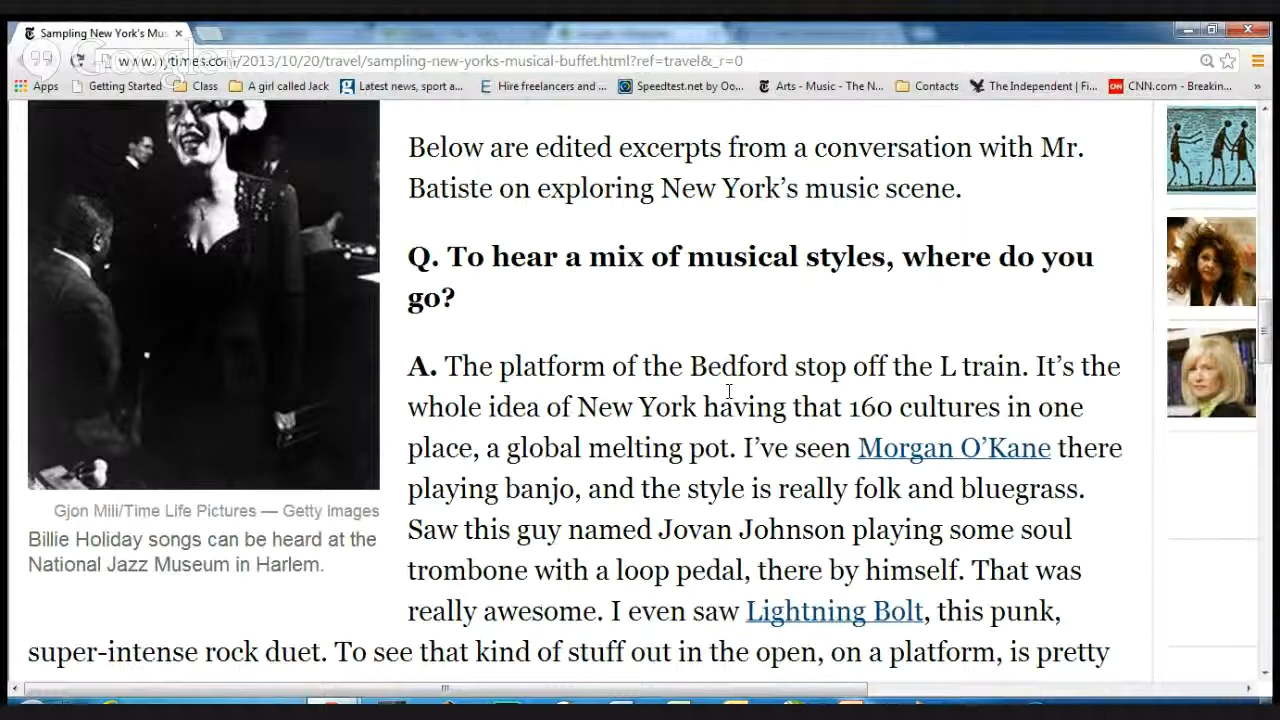 Sampling New York's Mus
Google+
www.nytimes.com/2013/10/20/travel/sampling-new-yorks-musical-buffet.html?ref=travel&_r=0
Apps Getting Started Class A girl called Jack Latest news, sport a... Hire freelancers and ... Speedtest.net by Oo... Arts - Music - The N... Contacts The Independent | Fi... CNN.com - Breakin... »
Below are edited excerpts from a conversation with Mr.
Batiste on exploring New York’s music scene.
Q. To hear a mix of musical styles, where do you
go?
A. The platform of the Bedford stop off the L train. It’s the
whole idea of New York having that 160 cultures in one
place, a global melting pot. I’ve seen Morgan O’Kane there
playing banjo, and the style is really folk and bluegrass.
Saw this guy named Jovan Johnson playing some soul
trombone with a loop pedal, there by himself. That was
really awesome. I even saw Lightning Bolt, this punk,
super-intense rock duet. To see that kind of stuff out in the open, on a platform, is pretty
Gjon Mili/Time Life Pictures — Getty Images
Billie Holiday songs can be heard at the
National Jazz Museum in Harlem.